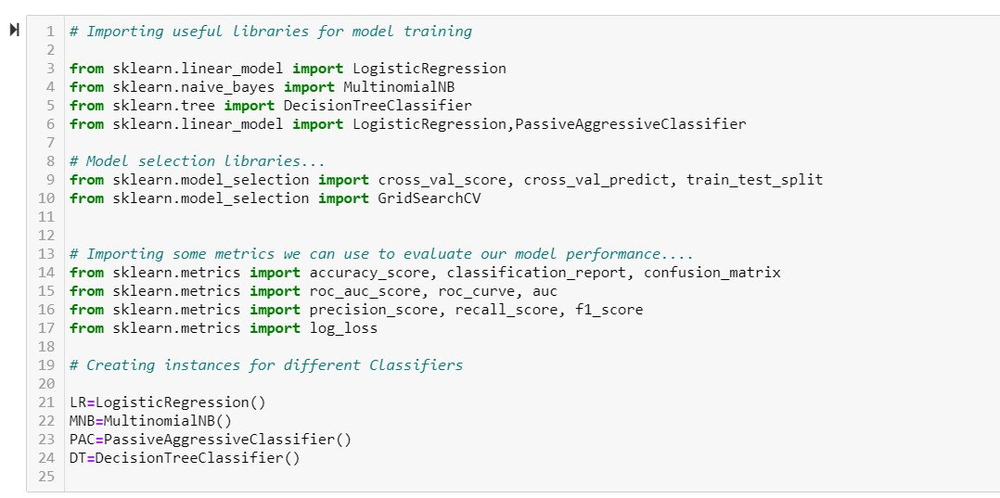 1 # Importing useful libraries for model training
2
3 from sklearn.linear_model import LogisticRegression
4 from sklearn.naive_bayes import MultinomialNB
5 from sklearn.tree import DecisionTreeClassifier
6 from sklearn.linear_model import LogisticRegression,PassiveAggressiveClassifier
7
8 # Model selection libraries...
9 from sklearn.model_selection import cross_val_score, cross_val_predict, train_test_split
10 from sklearn.model_selection import GridSearchCV
11
12
13 # Importing some metrics we can use to evaluate our model performance....
14 from sklearn.metrics import accuracy_score, classification_report, confusion_matrix
15 from sklearn.metrics import roc_auc_score, roc_curve, auc
16 from sklearn.metrics import precision_score, recall_score, f1_score
17 from sklearn.metrics import log_loss
18
19 # Creating instances for different Classifiers
20
21 LR=LogisticRegression()
22 MNB=MultinomialNB()
23 PAC=PassiveAggressiveClassifier()
24 DT=DecisionTreeClassifier()
25